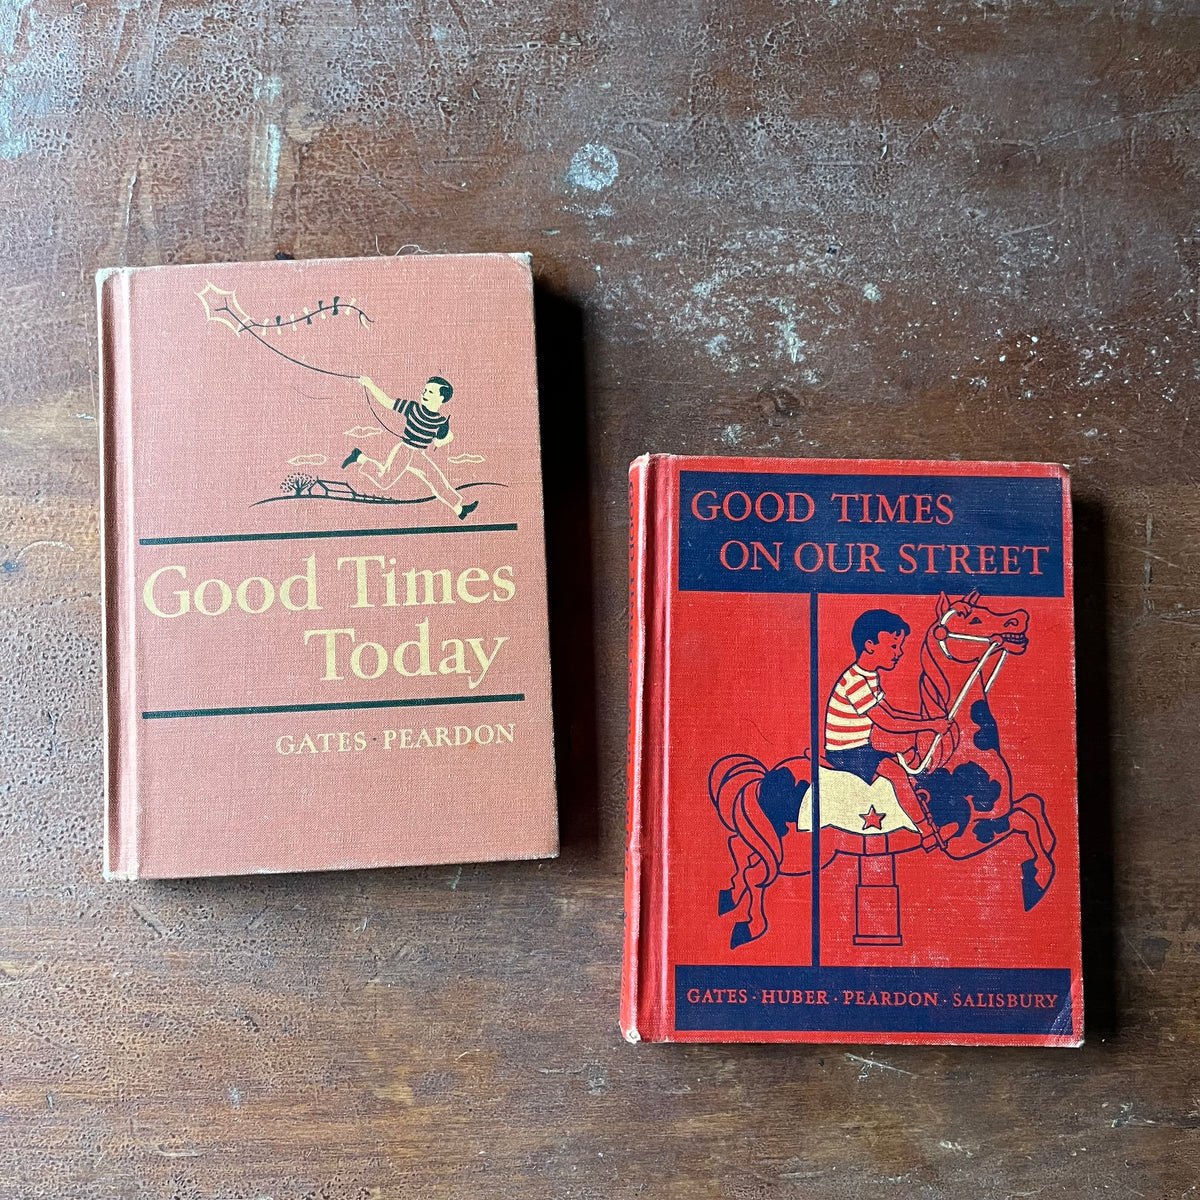 Good Times
Today
GATES · PEARDON
GOOD TIMES
ON OUR STREET
GATES · HUBER · PEARDON · SALISBURY